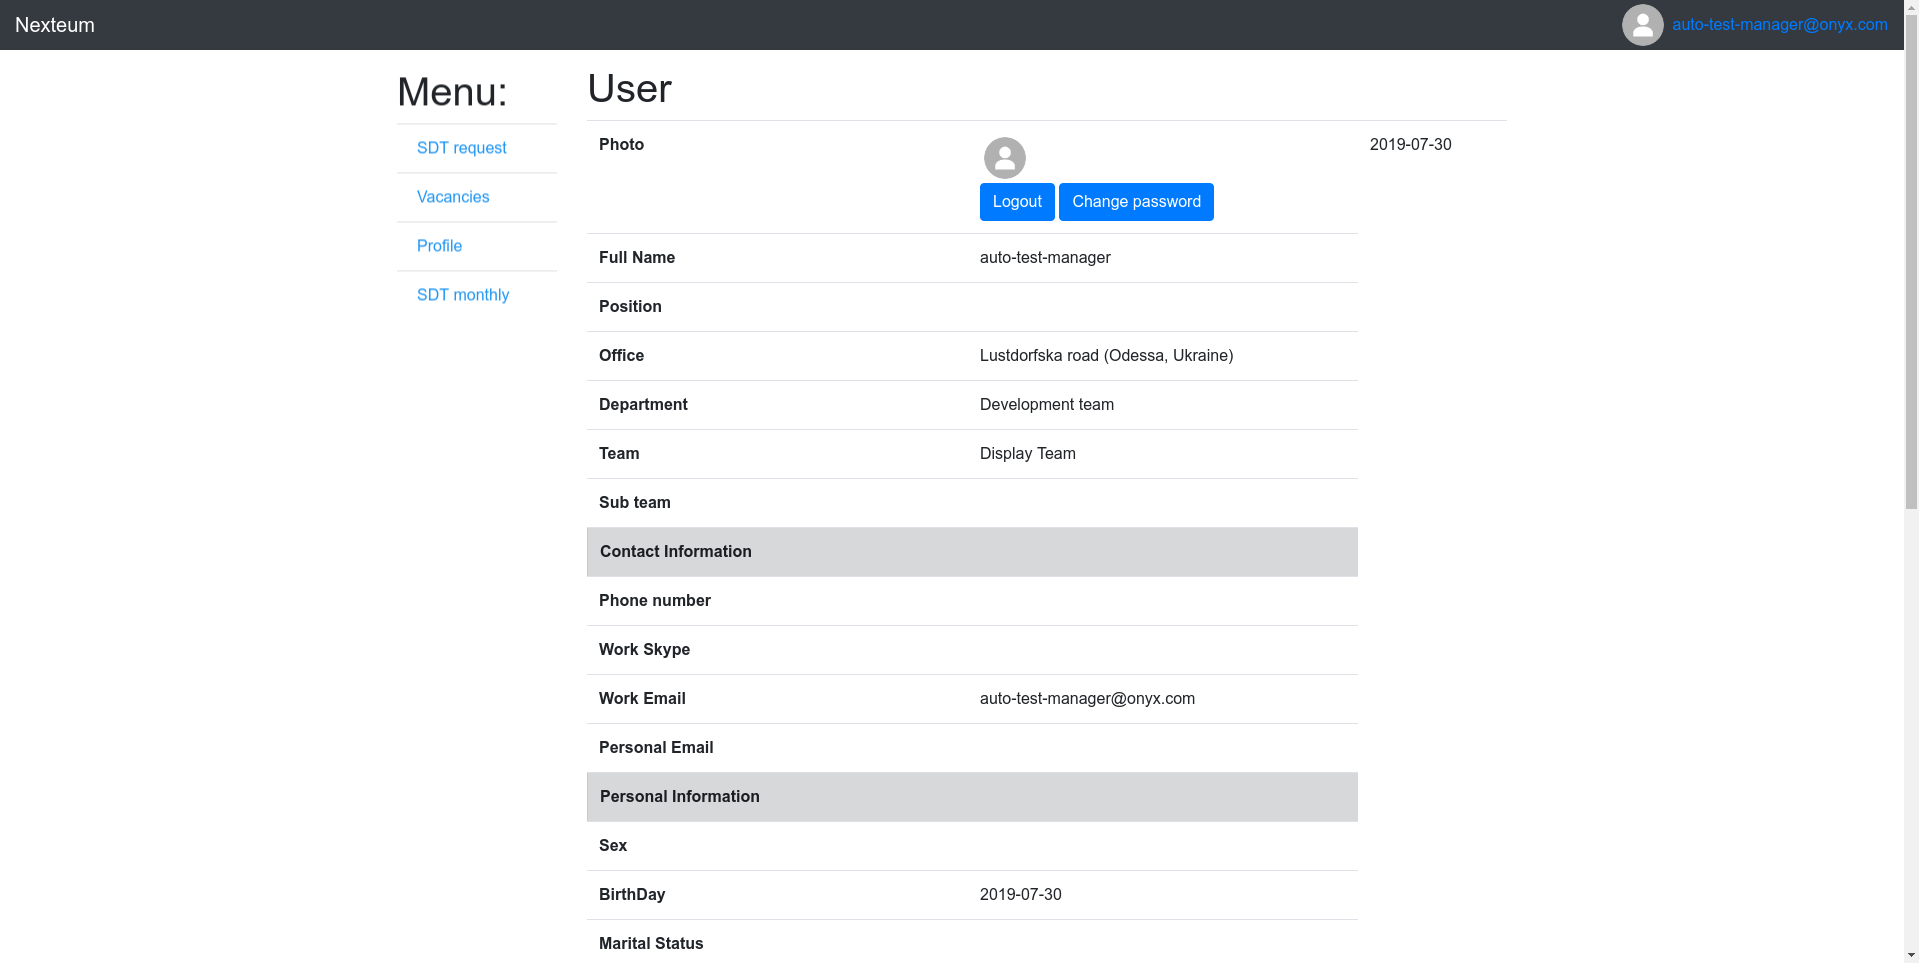 Nexteum
auto-test-manager@onyx.com
Menu:
SDT request
Vacancies
Profile
SDT monthly
User
Photo 2019-07-30
Logout Change password
Full Name auto-test-manager
Position
Office Lustdorfska road (Odessa, Ukraine)
Department Development team
Team Display Team
Sub team
Contact Information
Phone number
Work Skype
Work Email auto-test-manager@onyx.com
Personal Email
Personal Information
Sex
BirthDay 2019-07-30
Marital Status